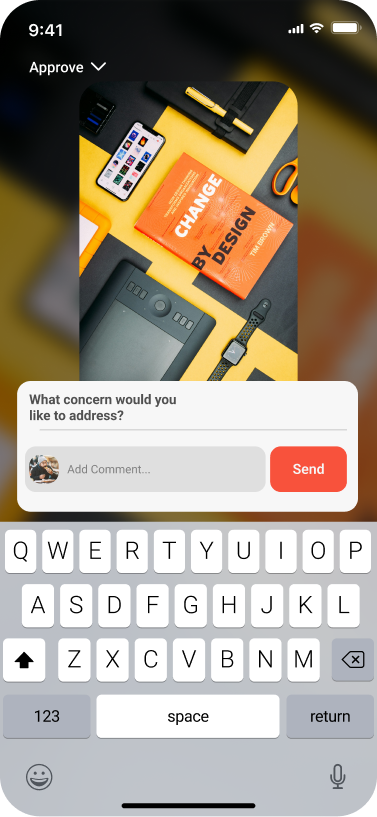 9:41
Approve
CHANGE
BY
DESIGN
TIM BROWN
What concern would you
like to address?
Add Comment...
Send
Q W E R T Y U I O P
A S D F G H J K L
Z X C V B N M
123 space return